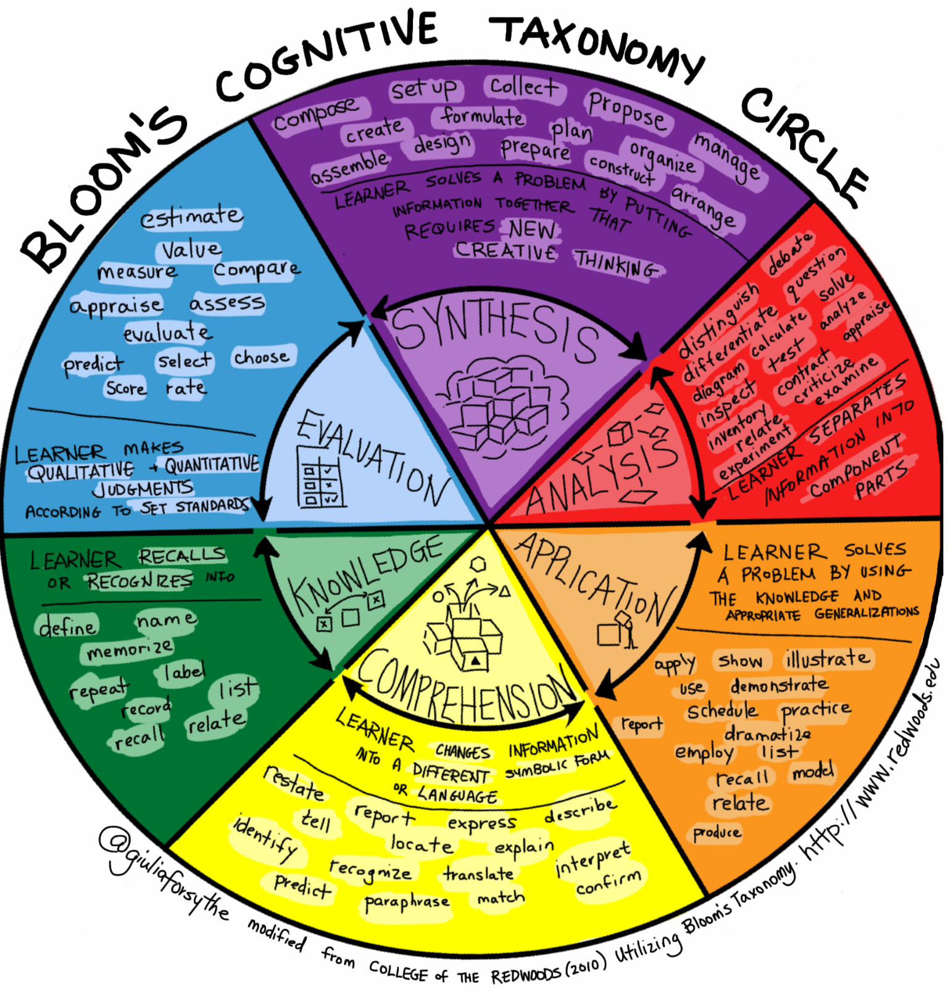 BLOOM'S COGNITIVE TAXONOMY CIRCLE
compose set up collect propose manage
create formulate plan organize
assemble design prepare construct arrange
LEARNER SOLVES A PROBLEM BY PUTTING
INFORMATION TOGETHER THAT
REQUIRES NEW
CREATIVE THINKING
SYNTHESIS
debate
question
distinguish solve
differentiate analyze
calculate appraise
diagram test
inspect contract
criticize
inventory examine
relate
experiment
LEARNER SEPARATES
INFORMATION INTO
COMPONENT
PARTS
ANALYSIS
APPLICATION
LEARNER SOLVES
A PROBLEM BY USING
THE KNOWLEDGE AND
APPROPRIATE GENERALIZATIONS
apply show illustrate
use demonstrate
report schedule practice
dramatize
employ list
recall model
relate
produce
COMPREHENSION
LEARNER CHANGES INFORMATION
INTO A DIFFERENT SYMBOLIC FORM
OR LANGUAGE
restate
tell report express describe
identify locate explain
recognize translate interpret
predict paraphrase match confirm
KNOWLEDGE
LEARNER RECALLS
OR RECOGNIZES INFO
define name
memorize
repeat label
record list
recall relate
EVALUATION
estimate
value
measure compare
appraise assess
evaluate
predict select choose
score rate
LEARNER MAKES
QUALITATIVE + QUANTITATIVE
JUDGMENTS
ACCORDING TO SET STANDARDS
@giuliaforsythe modified from COLLEGE of THE REDWOODS (2010) Utilizing Bloom's Taxonomy. http://www.redwoods.edu